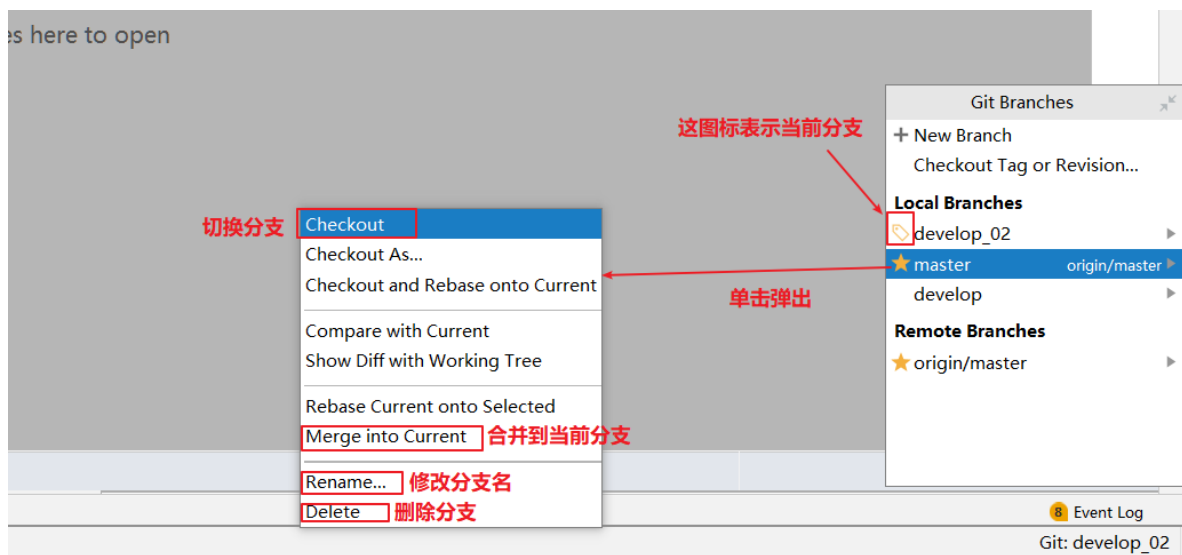 es here to open
Git Branches
这图标表示当前分支
+ New Branch
Checkout Tag or Revision...
Local Branches
切换分支
Checkout
develop_02
Checkout As...
master origin/master
Checkout and Rebase onto Current
单击弹出
develop
Compare with Current
Remote Branches
Show Diff with Working Tree
origin/master
Rebase Current onto Selected
Merge into Current 合并到当前分支
Rename... 修改分支名
Delete 删除分支
8 Event Log
Git: develop_02